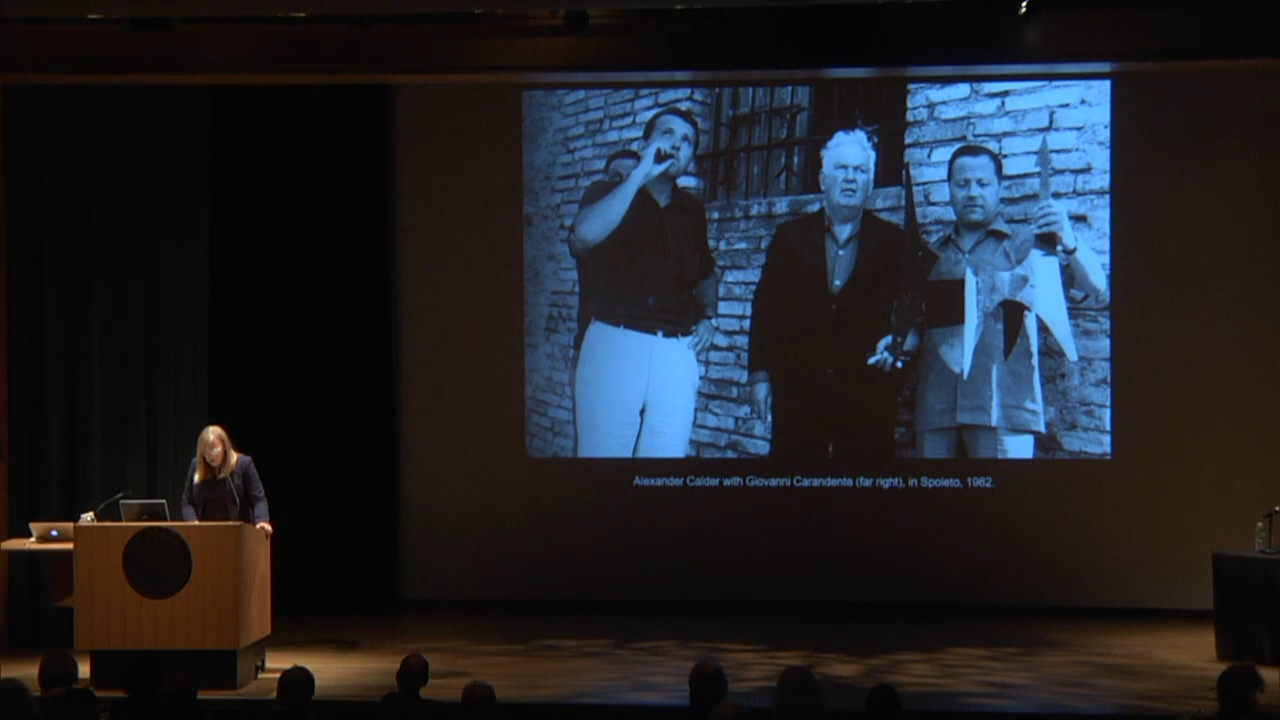 Alexander Calder with Giovanni Carandente (far right), in Spoleto, 1962.